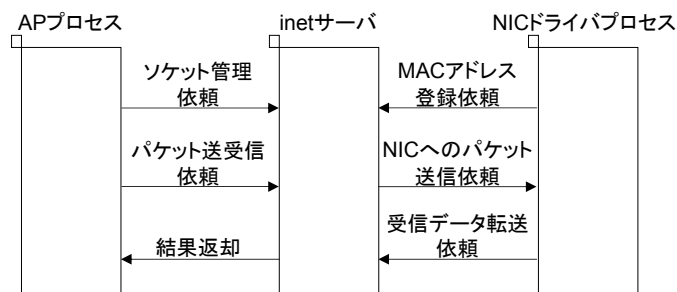 APプロセス
inetサーバ
NICドライバプロセス
ソケット管理
依頼
MACアドレス
登録依頼
パケット送受信
依頼
NICへのパケット
送信依頼
結果返却
受信データ転送
依頼